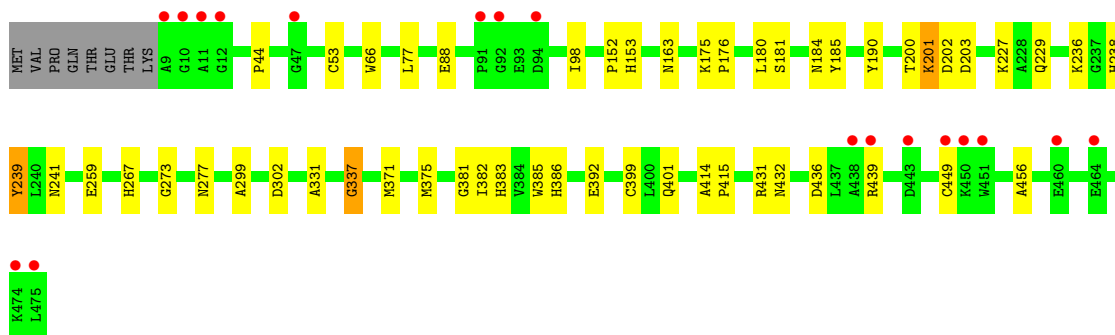 MET VAL PRO GLN THR GLU THR LYS A9 G10 A11 G12 P44 G47 C53 W66 L77 E88 P91 G92 E93 D94 I98 P152 H153 N163 K175 P176 L180 S181 N184 Y185 Y190 T200 K201 D202 D203 K227 A228 Q229 K236 G237 H238
Y239 L240 N241 E259 H267 G273 N277 A299 D302 A331 G337 M371 M375 G381 I382 H383 V384 W385 H386 E392 C399 L400 Q401 A414 P415 R431 N432 D436 L437 A438 R439 D443 C449 K450 W451 A456 E460 E464
K474 L475